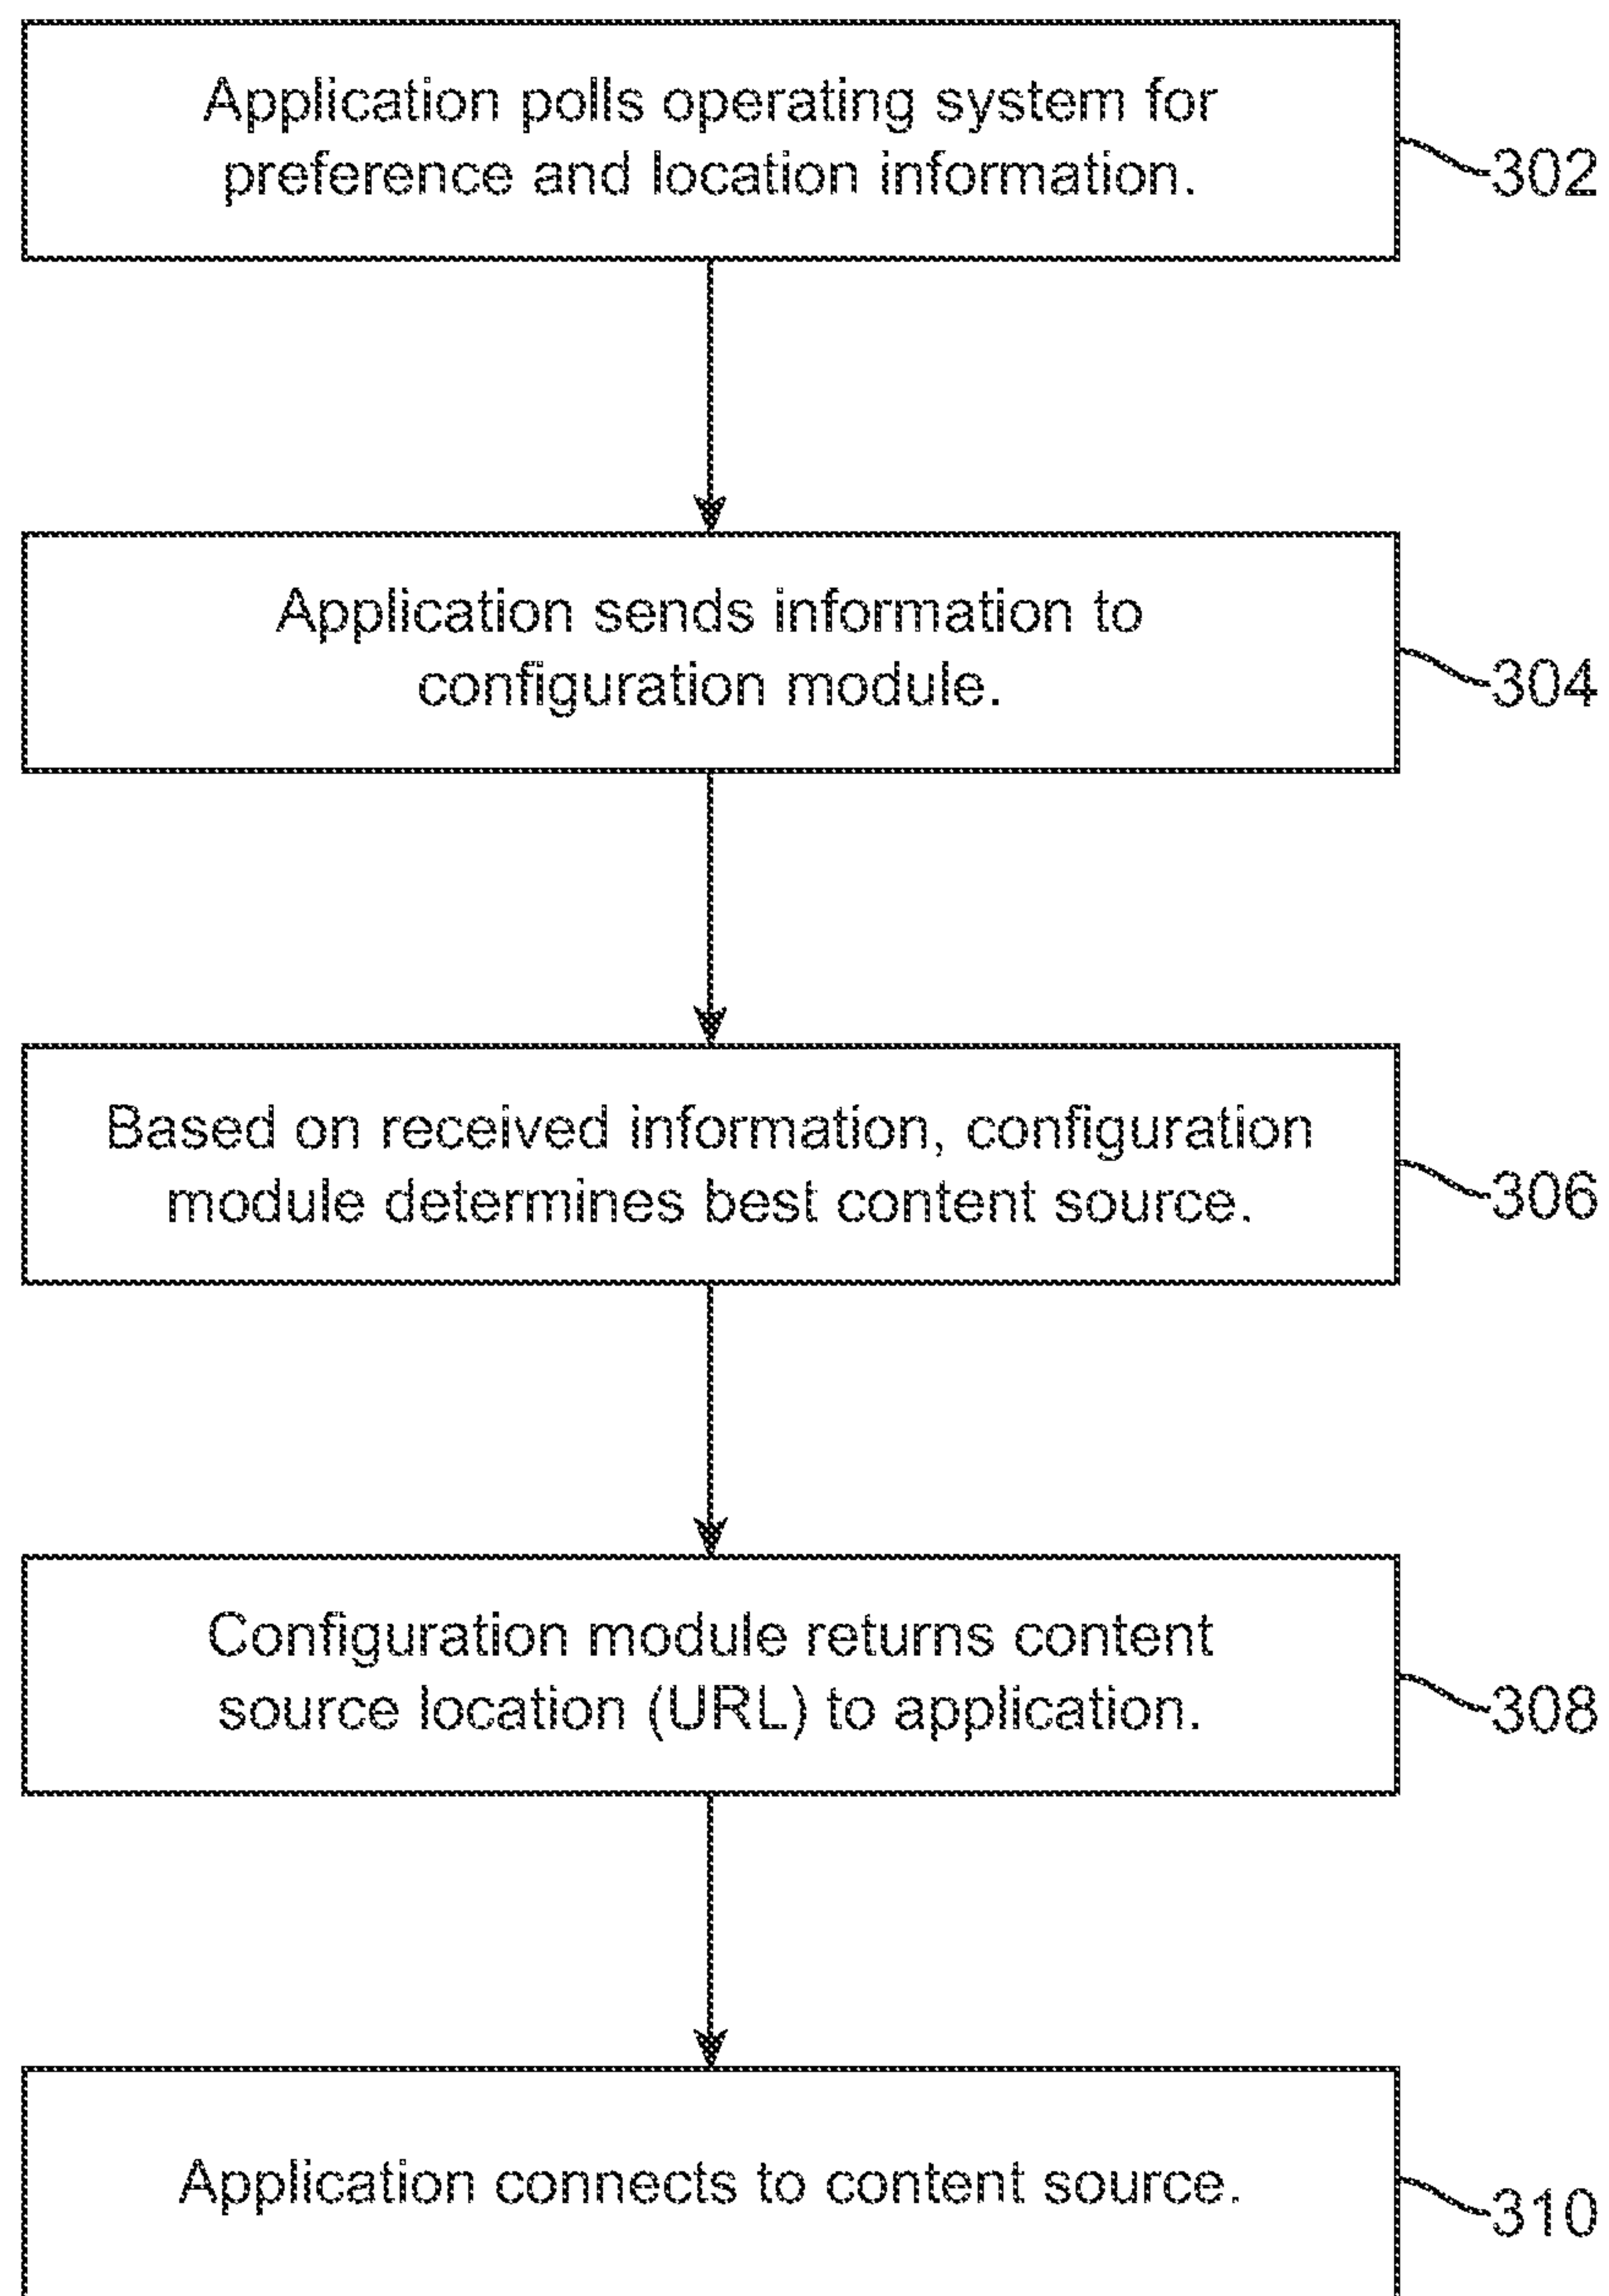 Application polls operating system for
preference and location information.
302
Application sends information to
configuration module.
304
Based on received information, configuration
module determines best content source.
306
Configuration module returns content
source location (URL) to application.
308
Application connects to content source.
310